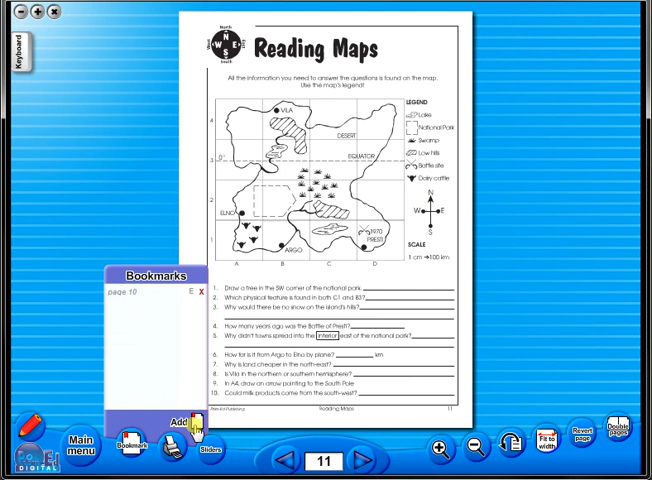 Keyboard
North
N
W E
S
South
Reading Maps
All the information you need to answer the questions is found on the map.
Use the map's legend!
VILA
DESERT
EQUATOR
0°
ELNO
ARGO
1970
PRESTI
4
3
2
1
A B C D
LEGEND
Lake
National Park
Swamp
Low hills
Battle site
Dairy cattle
N
W E
S
SCALE
1 cm → 100 km
1. Draw a tree in the SW corner of the national park.
2. Which physical feature is found in both C1 and B3?
3. Why would there be no snow on the island's hills?
4. How many years ago was the Battle of Presti?
5. Why didn't towns spread into the interior east of the national park?
6. How far is it from Argo to Elno by plane? km
7. Why is land cheaper in the north-east?
8. Is Vila in the northern or southern hemisphere?
9. In A4, draw an arrow pointing to the South Pole
10. Could milk products come from the south-west?
Reading Maps
11
Bookmarks
page 10 E X
Add
Main menu
Bookmark
Sliders
11
Fit to width
Revert page
Double pages
DIGITAL